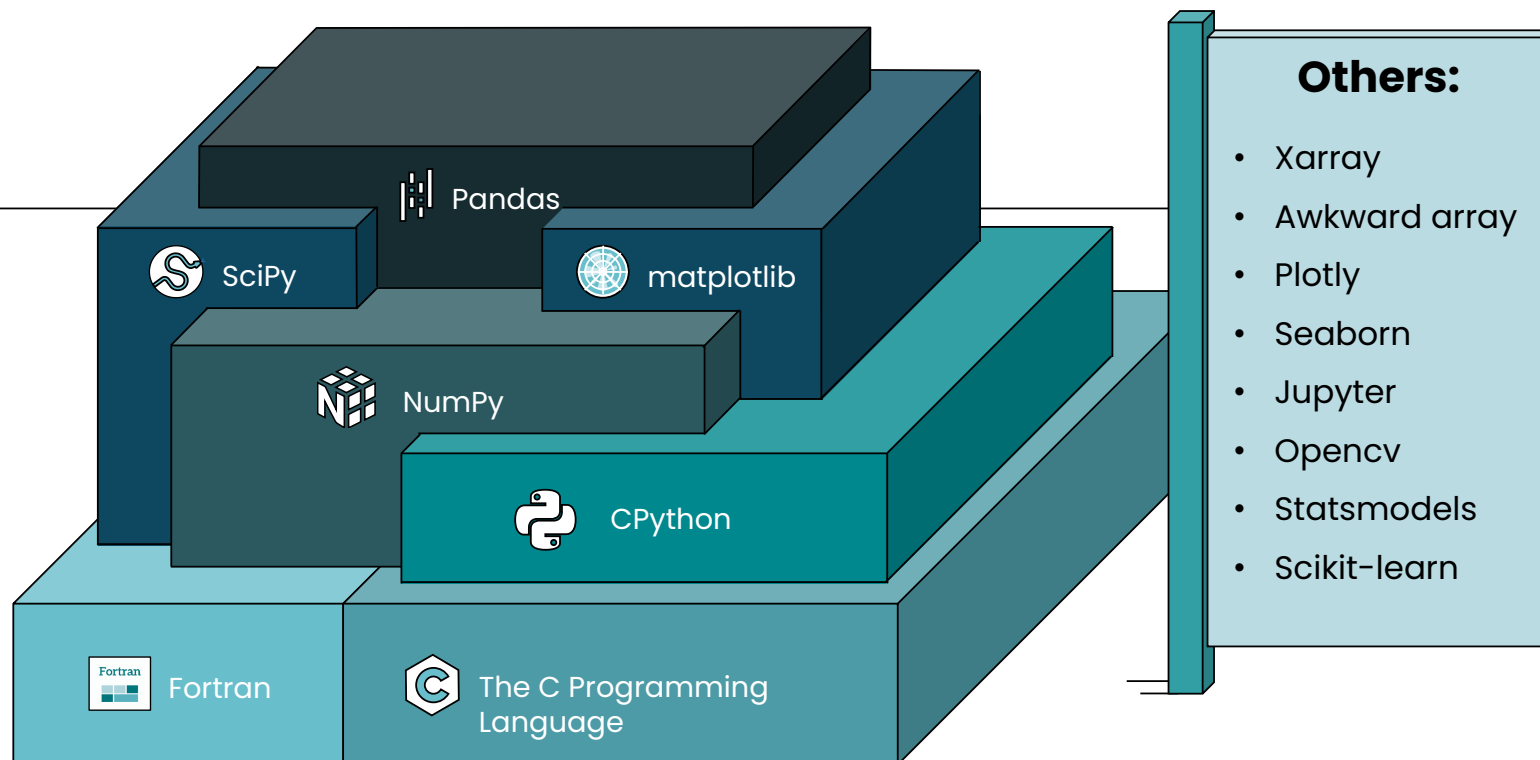 Pandas
SciPy
matplotlib
NumPy
CPython
Fortran
Fortran
The C Programming
Language
Others:
• Xarray
• Awkward array
• Plotly
• Seaborn
• Jupyter
• Opencv
• Statsmodels
• Scikit-learn